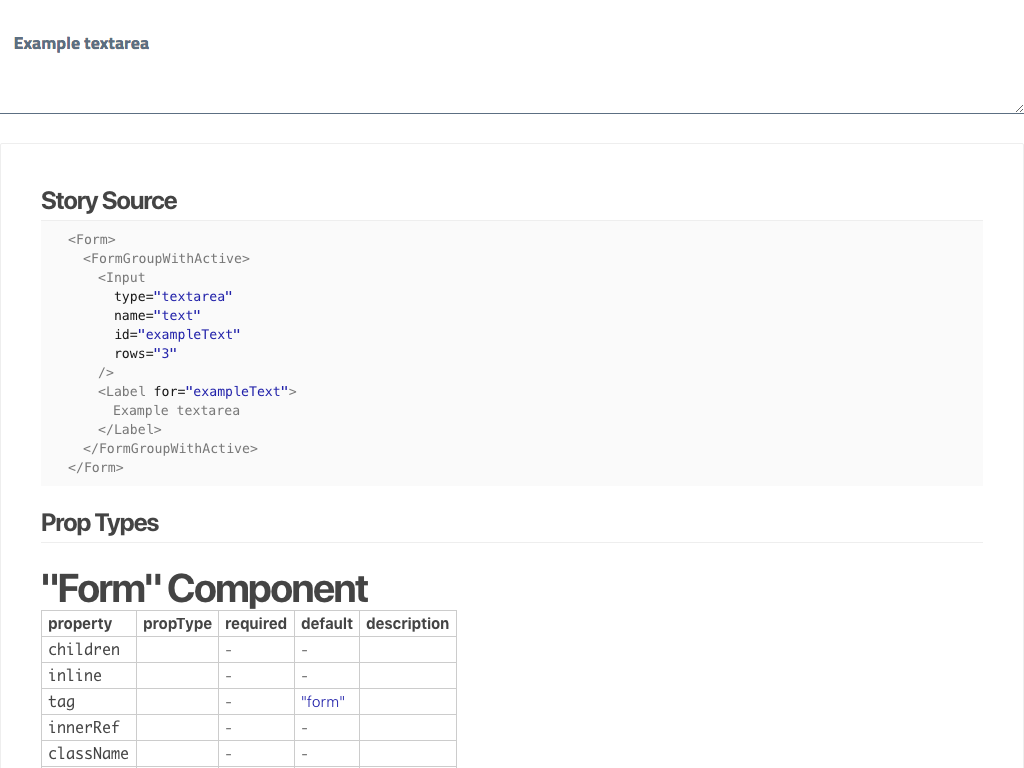 Example textarea
Story Source
<Form>
<FormGroupWithActive>
<Input
type="textarea"
name="text"
id="exampleText"
rows="3"
/>
<Label for="exampleText">
Example textarea
</Label>
</FormGroupWithActive>
</Form>
Prop Types
"Form" Component
property propType required default description
children - -
inline - -
tag - "form"
innerRef - -
className - -